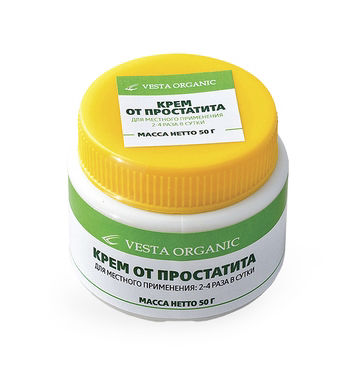 VESTA ORGANIC
КРЕМ
ОТ ПРОСТАТИТА
ДЛЯ МЕСТНОГО ПРИМЕНЕНИЯ
2-4 РАЗА В СУТКИ
МАССА НЕТТО 50 Г
VESTA ORGANIC
КРЕМ ОТ ПРОСТАТИТА
ДЛЯ МЕСТНОГО ПРИМЕНЕНИЯ: 2-4 РАЗА В СУТКИ
МАССА НЕТТО 50 Г